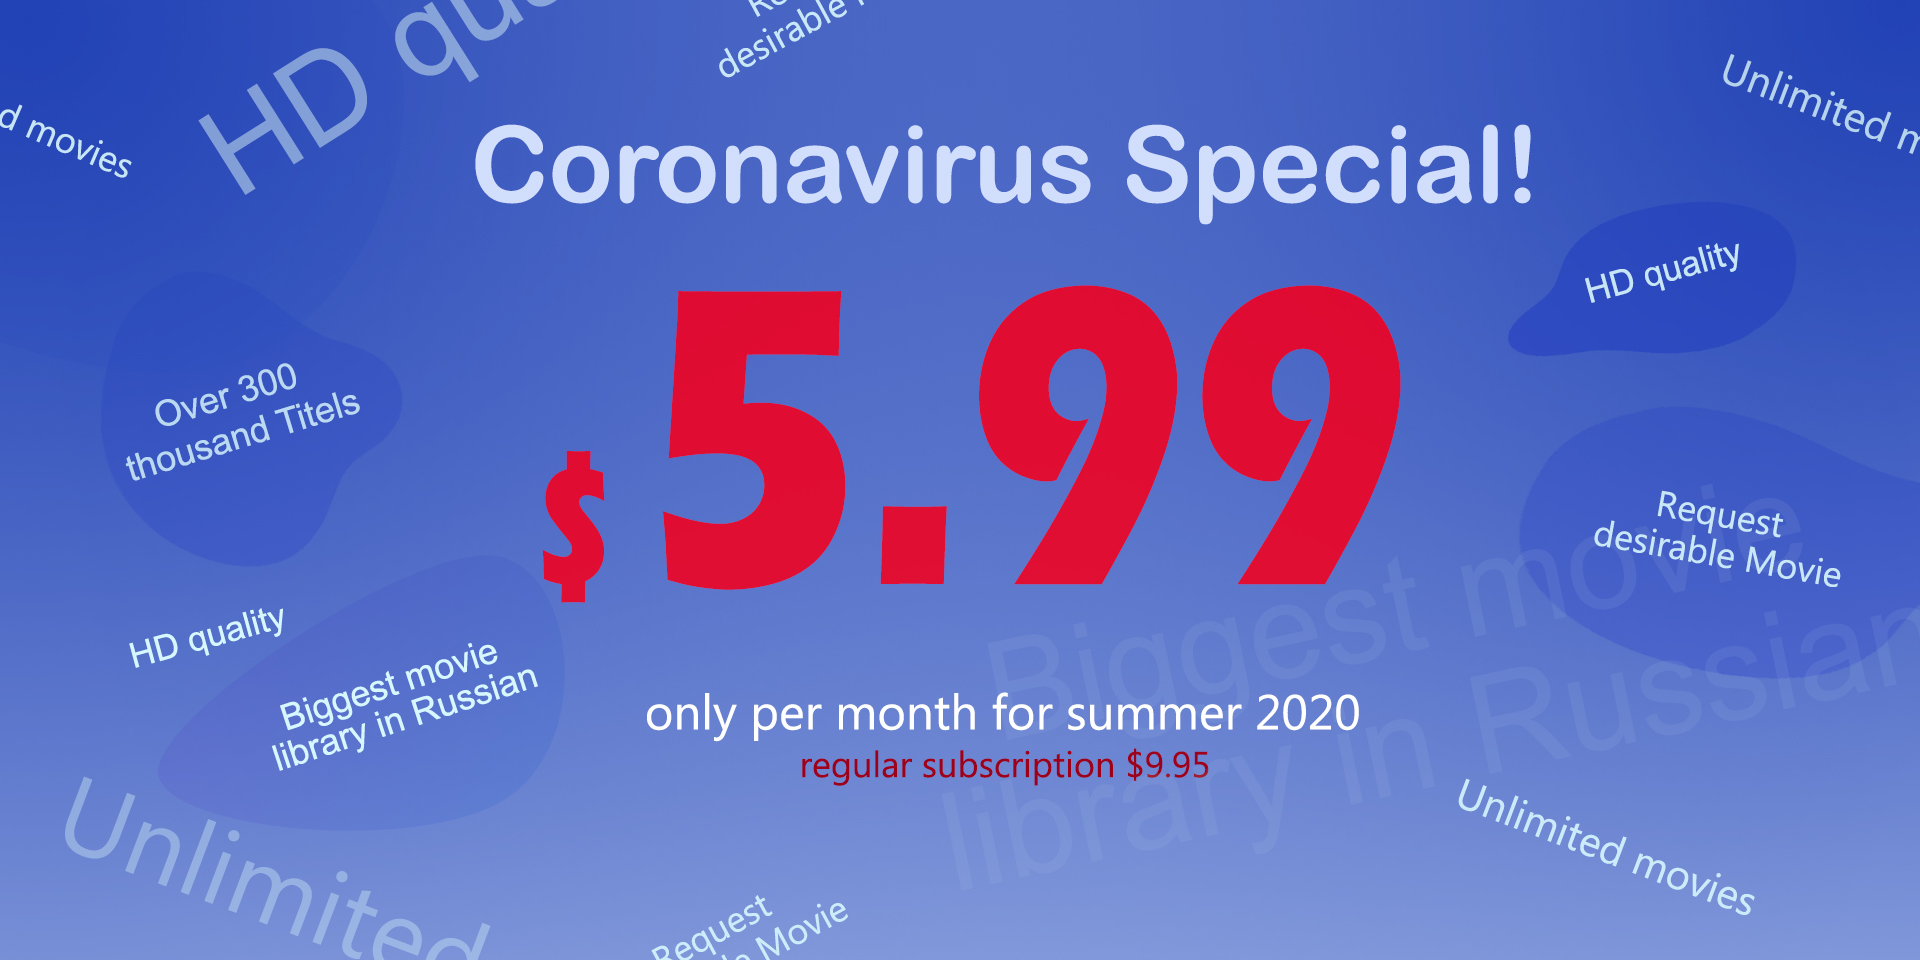 HD qu
desirable
d movies
Unlimited m
Coronavirus Special!
HD quality
$5.99
Over 300
thousand Titels
Request
desirable Movie
HD quality
Biggest movie
library in Russian
Biggest movie
library in Russian
only per month for summer 2020
regular subscription $9.95
Unlimited
Unlimited movies
Request
Movie